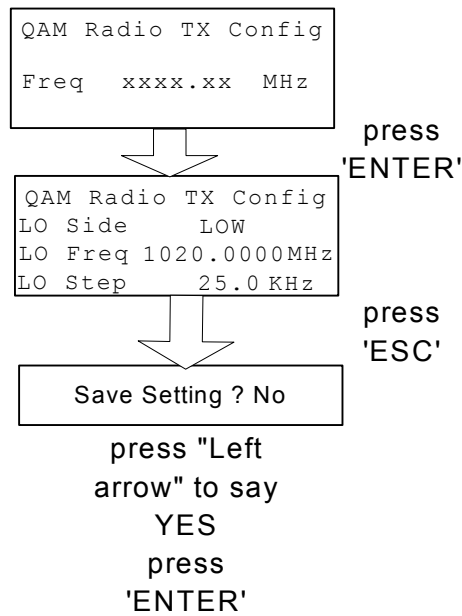 QAM Radio TX Config
Freq xxxx.xx MHz
press
'ENTER'
QAM Radio TX Config
LO Side LOW
LO Freq 1020.0000MHz
LO Step 25.0 KHz
press
'ESC'
Save Setting ? No
press "Left
arrow" to say
YES
press
'ENTER'